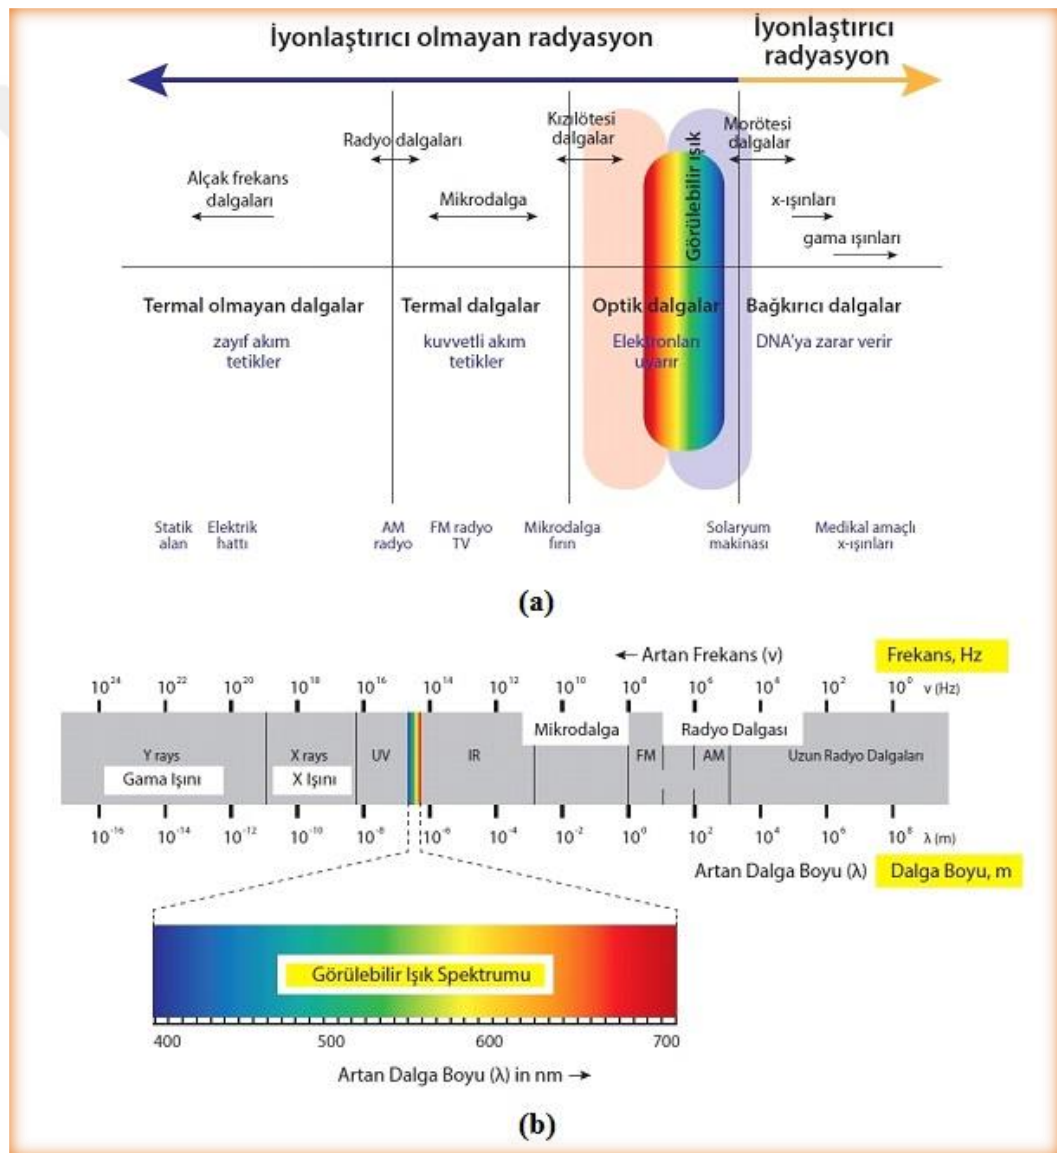 İyonlaştırıcı olmayan radyasyon
İyonlaştırıcı
radyasyon
Radyo dalgaları
Kızılötesi
dalgalar
Görülebilir ışık
Morötesi
dalgalar
Alçak frekans
dalgaları
Mikrodalga
x-ışınları
gama ışınları
Termal olmayan dalgalar
Termal dalgalar
Optik dalgalar
Bağkırıcı dalgalar
zayıf akım
tetikler
kuvvetli akım
tetikler
Elektronları
uyarır
DNA'ya zarar verir
Statik
alan
Elektrik
hattı
AM
radyo
FM radyo
TV
Mikrodalga
fırın
Solaryum
makinası
Medikal amaçlı
x-ışınları
(a)
← Artan Frekans (ν)
Frekans, Hz
10²⁴ 10²² 10²⁰ 10¹⁸ 10¹⁶ 10¹⁴ 10¹² 10¹⁰ 10⁸ 10⁶ 10⁴ 10² 10⁰ ν (Hz)
Mikrodalga
Radyo Dalgası
Υ rays
X rays
UV
IR
FM
AM
Uzun Radyo Dalgaları
Gama Işını
X Işını
10⁻¹⁶ 10⁻¹⁴ 10⁻¹² 10⁻¹⁰ 10⁻⁸ 10⁻⁶ 10⁻⁴ 10⁻² 10⁰ 10² 10⁴ 10⁶ 10⁸ λ (m)
Artan Dalga Boyu (λ)
Dalga Boyu, m
Görülebilir Işık Spektrumu
400 500 600 700
Artan Dalga Boyu (λ) in nm →
(b)